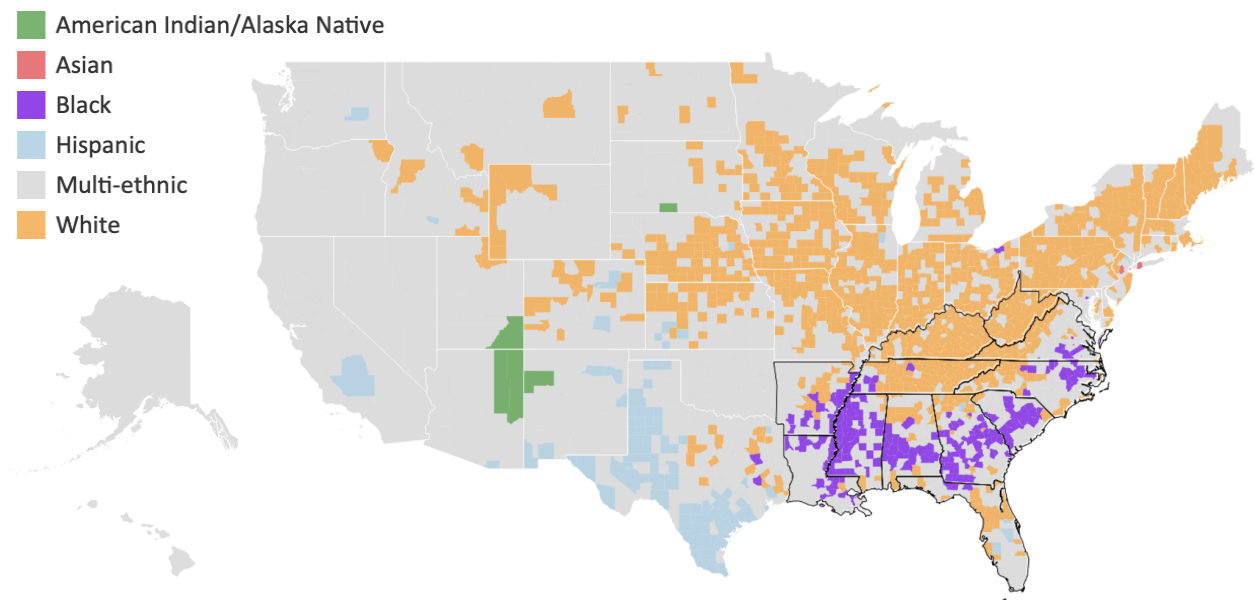 American Indian/Alaska Native
Asian
Black
Hispanic
Multi-ethnic
White